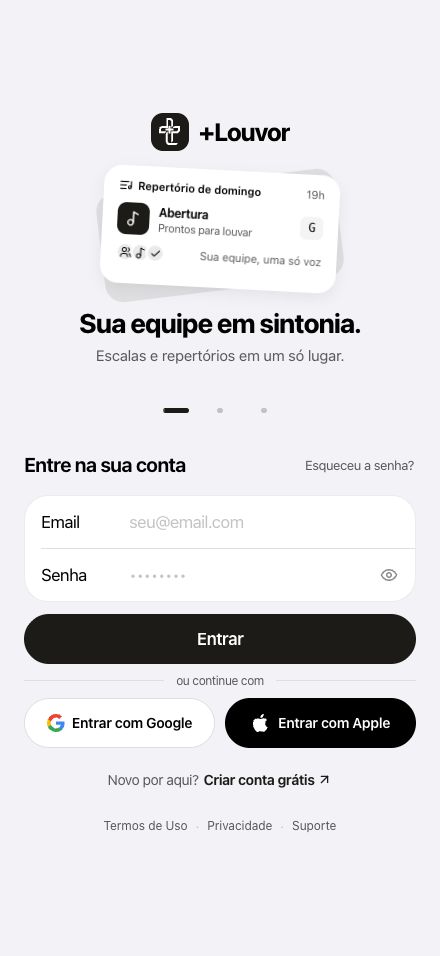 +Louvor
Repertório de domingo 19h
Abertura
Prontos para louvar
G
Sua equipe, uma só voz
Sua equipe em sintonia.
Escalas e repertórios em um só lugar.
Entre na sua conta Esqueceu a senha?
Email seu@email.com
Senha ••••••••
Entrar
ou continue com
Entrar com Google Entrar com Apple
Novo por aqui? Criar conta grátis
Termos de Uso · Privacidade · Suporte